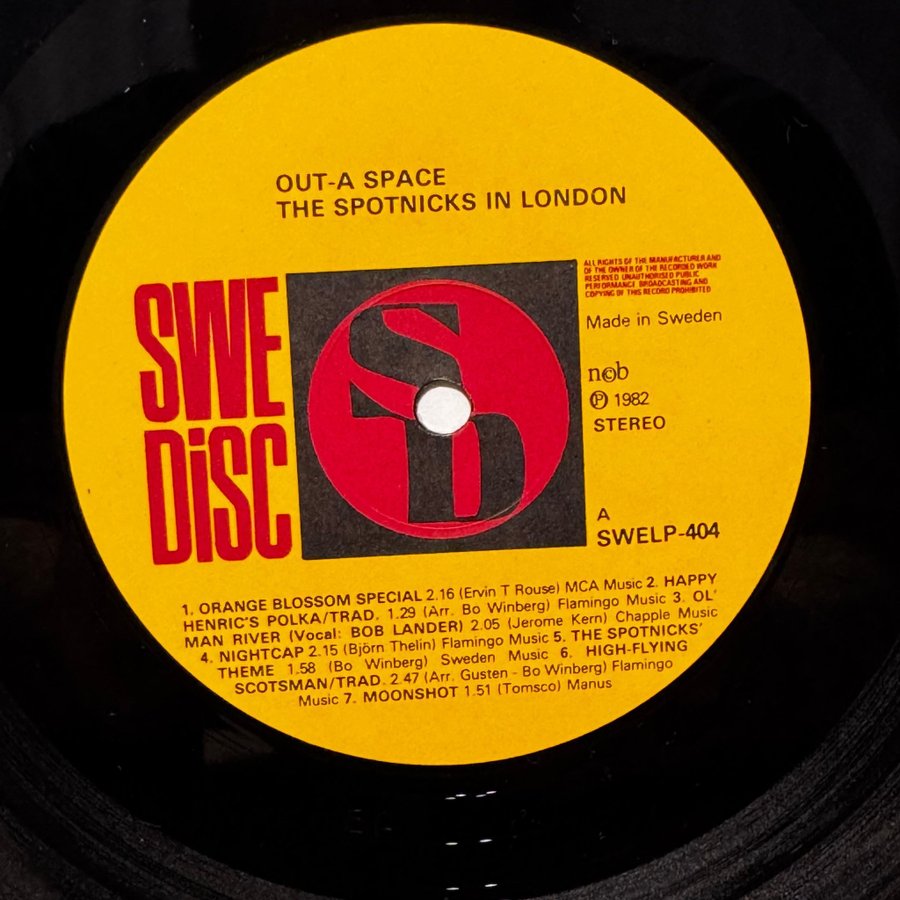 OUT-A SPACE
THE SPOTNICKS IN LONDON
SWE
DiSC
SD
ALL RIGHTS OF THE MANUFACTURER AND
OF THE OWNER OF THE RECORDED WORK
RESERVED. UNAUTHORISED PUBLIC
PERFORMANCE BROADCASTING AND
COPYING OF THIS RECORD PROHIBITED
Made in Sweden
n©b
℗ 1982
STEREO
A
SWELP-404
1. ORANGE BLOSSOM SPECIAL 2.16 (Ervin T Rouse) MCA Music 2. HAPPY
HENRIC'S POLKA/TRAD. 1.29 (Arr. Bo Winberg) Flamingo Music 3. OL'
MAN RIVER (Vocal: BOB LANDER) 2.05 (Jerome Kern) Chapple Music
4. NIGHTCAP 2.15 (Björn Thelin) Flamingo Music 5. THE SPOTNICKS'
THEME 1.58 (Bo Winberg) Sweden Music 6. HIGH-FLYING
SCOTSMAN/TRAD. 2.47 (Arr. Gusten - Bo Winberg) Flamingo
Music 7. MOONSHOT 1.51 (Tomsco) Manus